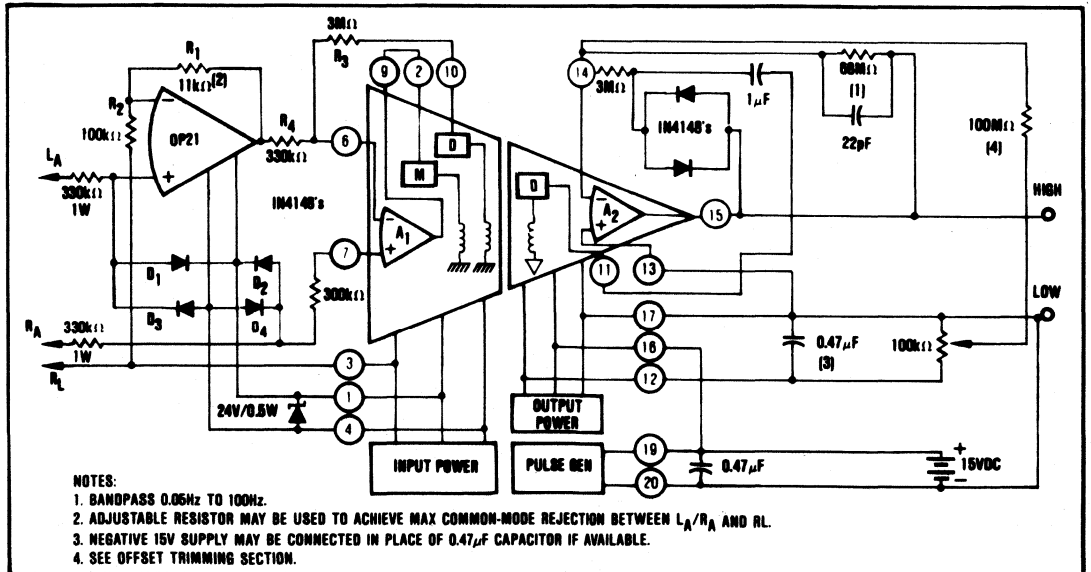 3MΩ
R3
9
2
10
R1
11kΩ(2)
R2
100kΩ
OP21
−
+
R4
330kΩ
6
LA
330kΩ
1W
IN4148's
D
M
−
A1
+
7
300kΩ
D1
D2
D3
D4
RA
330kΩ
1W
RL
3
1
4
24V/0.5W
INPUT POWER
14
3MΩ
1μF
IN4148's
68MΩ
(1)
22pF
100MΩ
(4)
HIGH
D
−
A2
+
15
11
13
LOW
17
16
12
0.47μF
(3)
100kΩ
OUTPUT
POWER
PULSE GEN
19
20
0.47μF
+
15VDC
−
NOTES:
1. BANDPASS 0.05Hz TO 100Hz.
2. ADJUSTABLE RESISTOR MAY BE USED TO ACHIEVE MAX COMMON-MODE REJECTION BETWEEN LA/RA AND RL.
3. NEGATIVE 15V SUPPLY MAY BE CONNECTED IN PLACE OF 0.47μF CAPACITOR IF AVAILABLE.
4. SEE OFFSET TRIMMING SECTION.